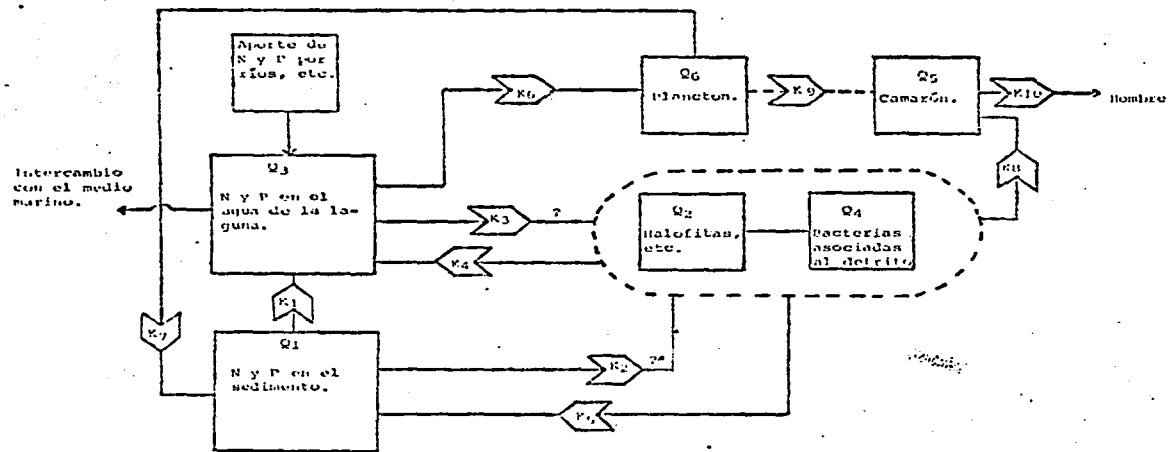 Aporte de
N y P por
ríos, etc.
K6
Q6
Plancton.
K9
Q5
Camarón.
K10
Hombre
Intercambio
con el medio
marino.
Q3
N y P en el
agua de la la-
guna.
K3
?
K4
Q2
Halofitas,
etc.
Q4
Bacterias
asociadas
al detrito
K8
K1
K7
Q1
N y P en el
sedimento.
K2
K5